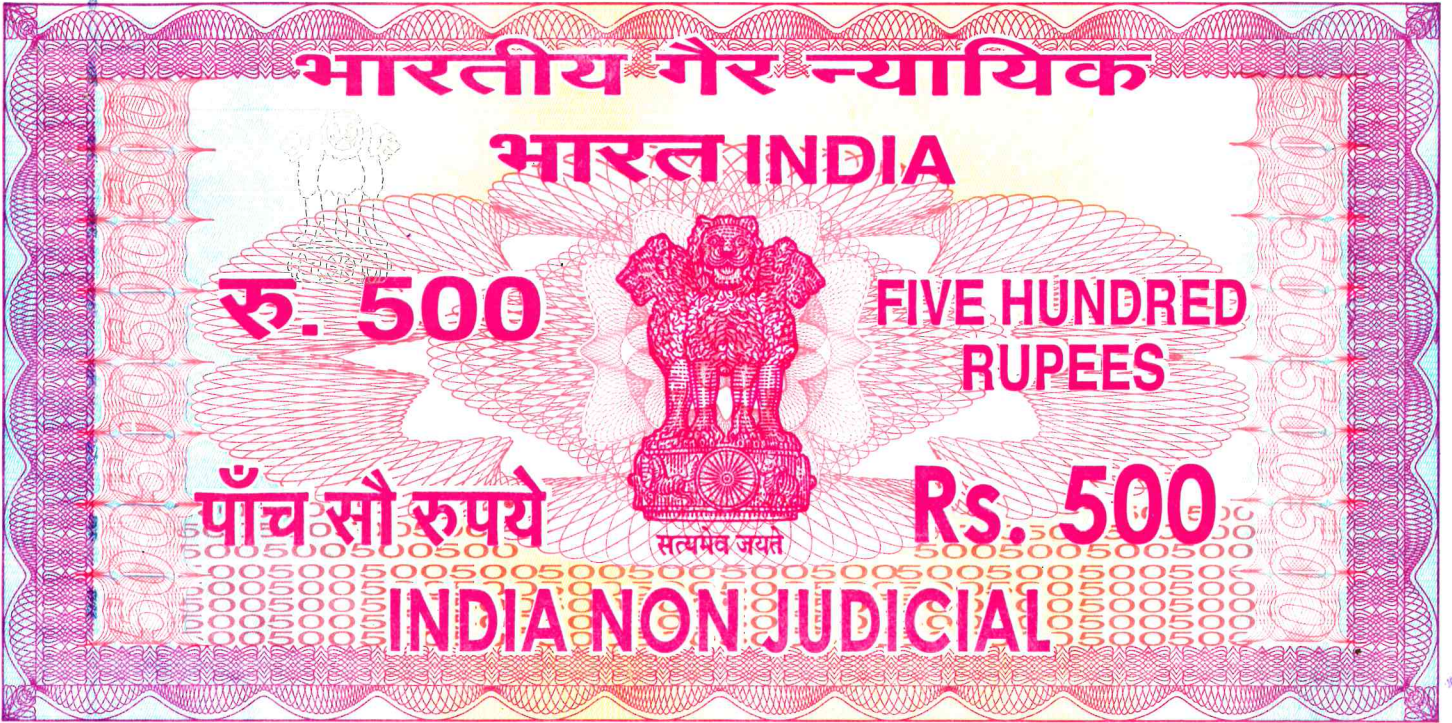 भारतीय गैर न्यायिक
भारत INDIA
रु. 500
FIVE HUNDRED
RUPEES
पाँच सौ रुपये
Rs. 500
सत्यमेव जयते
INDIA NON JUDICIAL